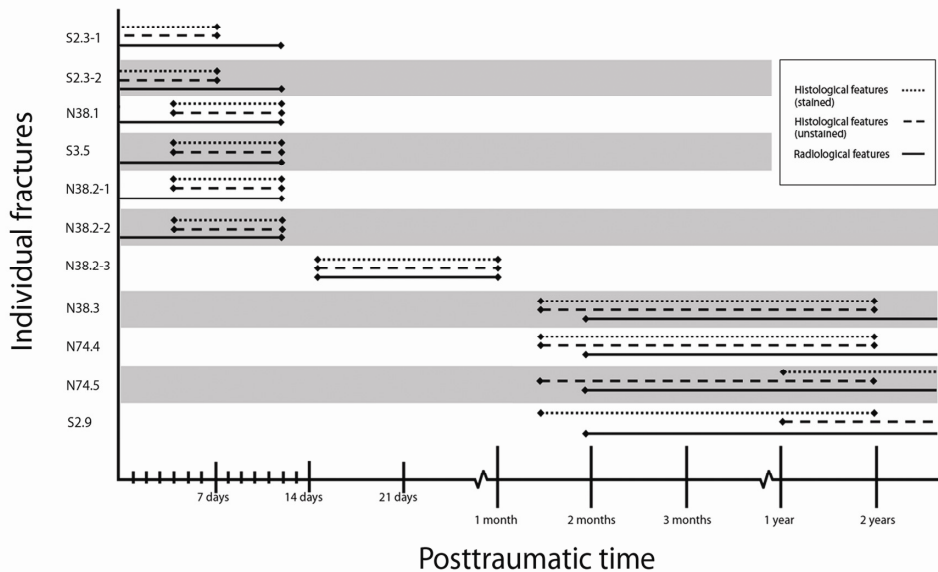 Individual fractures
S2.3-1
S2.3-2
N38.1
S3.5
N38.2-1
N38.2-2
N38.2-3
N38.3
N74.4
N74.5
S2.9
Histological features
(stained)
Histological features
(unstained)
Radiological features
7 days
14 days
21 days
1 month
2 months
3 months
1 year
2 years
Posttraumatic time